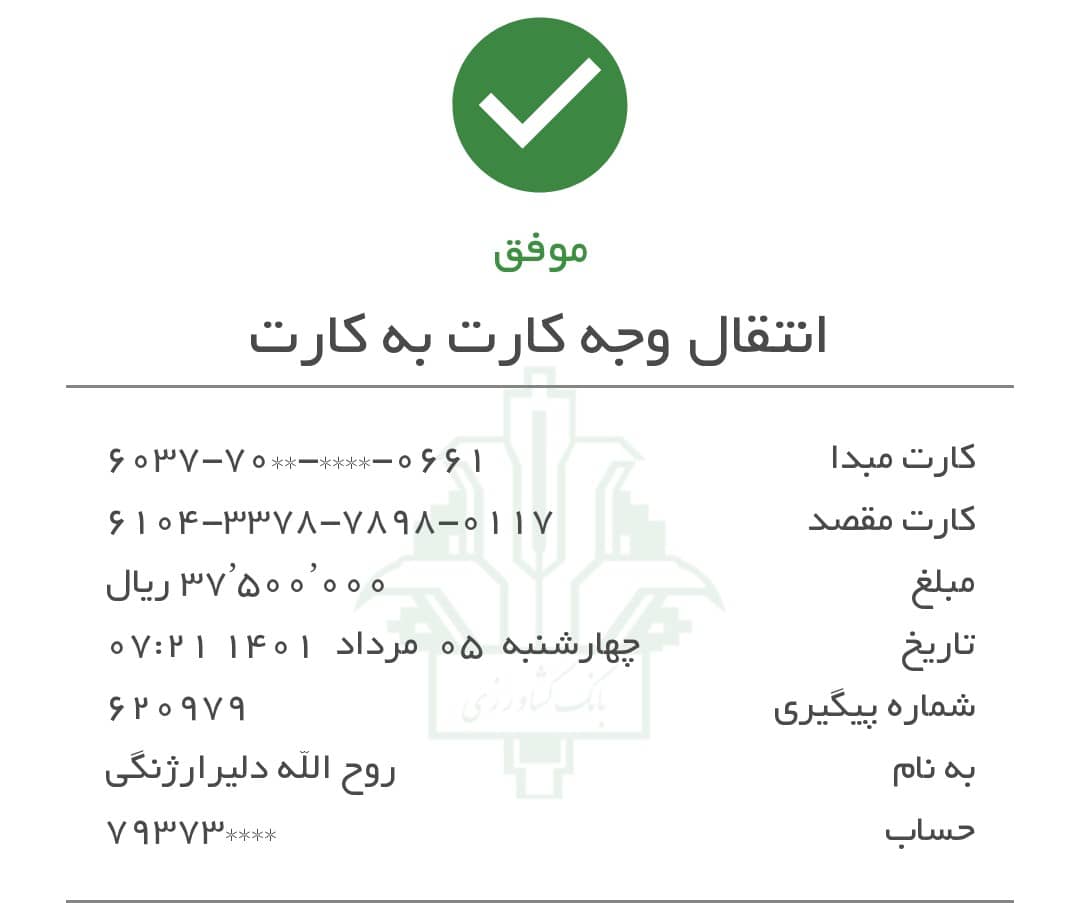 موفق
انتقال وجه کارت به کارت
کارت مبدا ۶۰۳۷-۷۰**-****-۰۶۶۱
کارت مقصد ۶۱۰۴-۳۳۷۸-۷۸۹۸-۰۱۱۷
مبلغ ۳۷٬۵۰۰٬۰۰۰ ریال
تاریخ چهارشنبه ۰۵ مرداد ۱۴۰۱ ۰۷:۲۱
شماره پیگیری ۶۲۰۹۷۹
به نام روح الله دلیرارژنگی
حساب ۷۹۳۷۳****
بانک کشاورزی